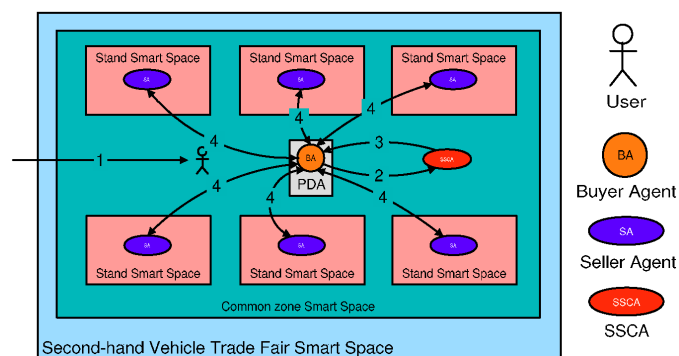 Stand Smart Space
Stand Smart Space
Stand Smart Space
SA
SA
SA
4
4
4
4
3
1
BA
SSCA
PDA
2
4
4
4
SA
SA
SA
Stand Smart Space
Stand Smart Space
Stand Smart Space
Common zone Smart Space
Second-hand Vehicle Trade Fair Smart Space
User
BA
Buyer Agent
SA
Seller Agent
SSCA
SSCA